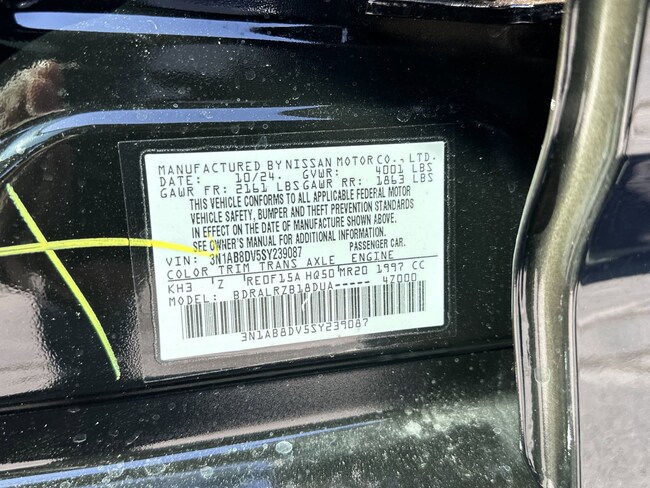 MANUFACTURED BY NISSAN MOTOR CO., LTD.
DATE: 10/24. GVWR: 4001 LBS
GAWR FR: 2161 LBS GAWR RR: 1863 LBS
THIS VEHICLE CONFORMS TO ALL APPLICABLE FEDERAL MOTOR
VEHICLE SAFETY, BUMPER AND THEFT PREVENTION STANDARDS
IN EFFECT ON THE DATE OF MANUFACTURE SHOWN ABOVE.
SEE OWNER'S MANUAL FOR ADDITIONAL INFORMATION.
VIN: 3N1AB8DV5SY239087 PASSENGER CAR.
COLOR TRIM TRANS AXLE ENGINE
KH3 Z RE0F15A HQ50 MR20 1997 CC
MODEL: BDRALRZB18DUA----- 4Z000
3N1AB8DV5SY239087